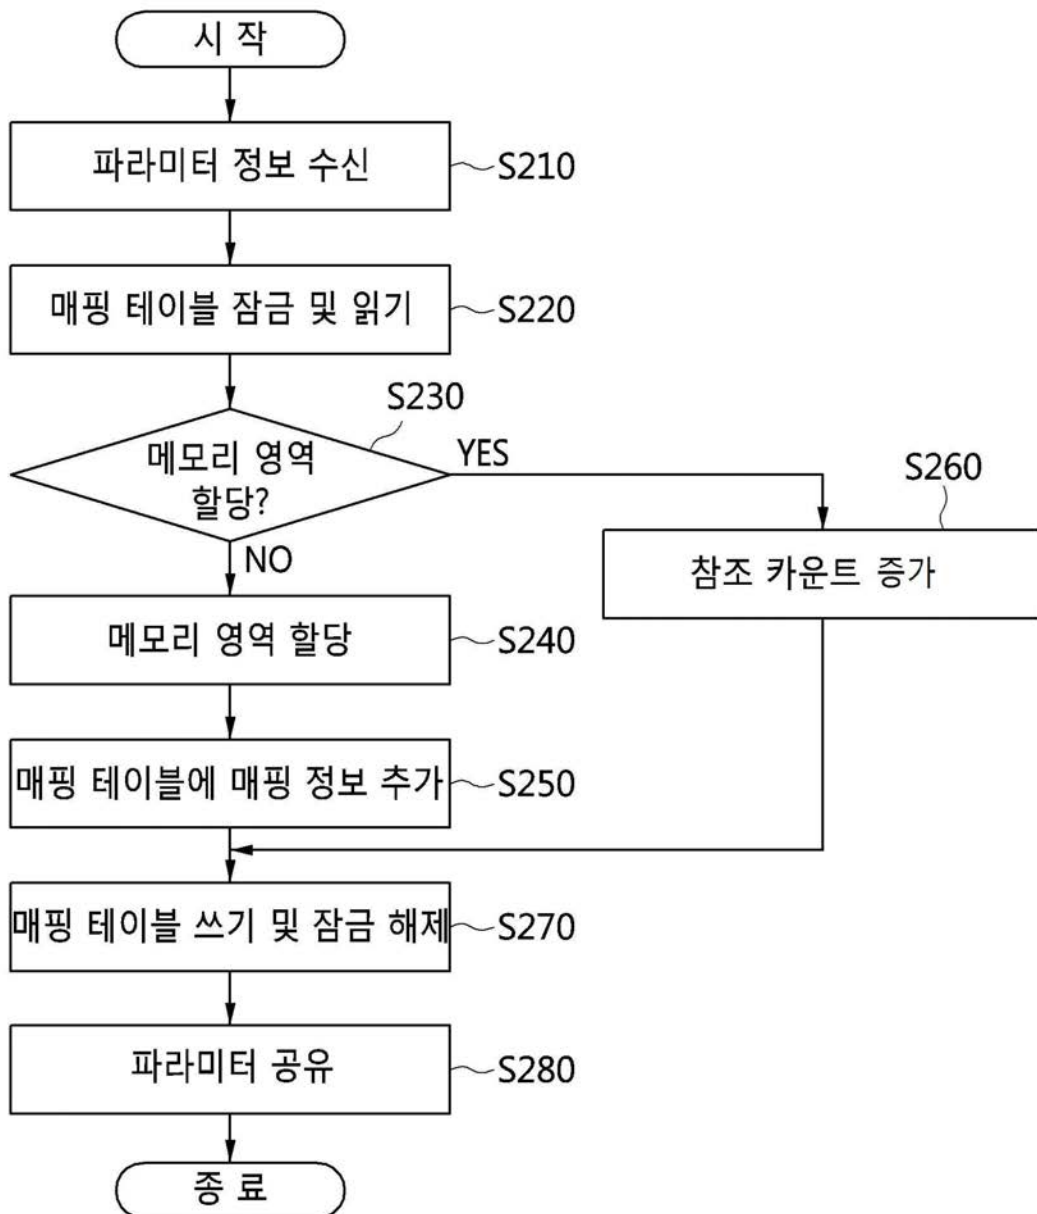 시 작
파라미터 정보 수신
S210
매핑 테이블 잠금 및 읽기
S220
S230
메모리 영역
할당?
YES
NO
S260
참조 카운트 증가
메모리 영역 할당
S240
매핑 테이블에 매핑 정보 추가
S250
매핑 테이블 쓰기 및 잠금 해제
S270
파라미터 공유
S280
종 료